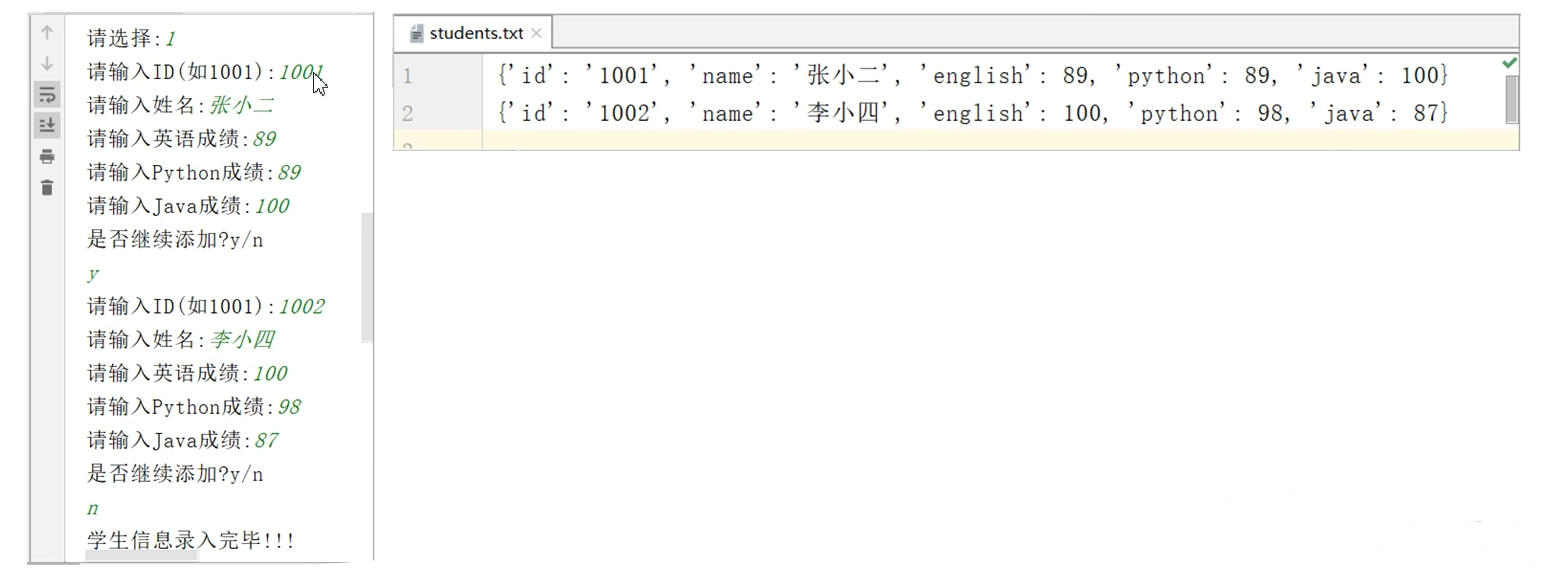 请选择:1
请输入ID(如1001):1001
请输入姓名:张小二
请输入英语成绩:89
请输入Python成绩:89
请输入Java成绩:100
是否继续添加?y/n
y
请输入ID(如1001):1002
请输入姓名:李小四
请输入英语成绩:100
请输入Python成绩:98
请输入Java成绩:87
是否继续添加?y/n
n
学生信息录入完毕!!!
students.txt
1 {'id': '1001', 'name': '张小二', 'english': 89, 'python': 89, 'java': 100}
2 {'id': '1002', 'name': '李小四', 'english': 100, 'python': 98, 'java': 87}